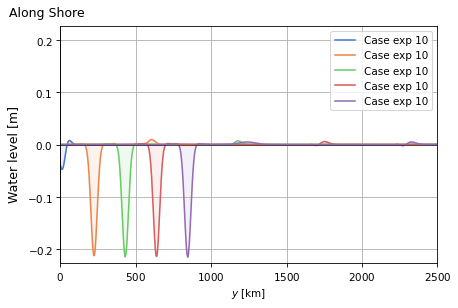 Along Shore
Water level [m]
0.2
0.1
0.0
−0.1
−0.2
Case exp 10
Case exp 10
Case exp 10
Case exp 10
Case exp 10
0 500 1000 1500 2000 2500
y [km]